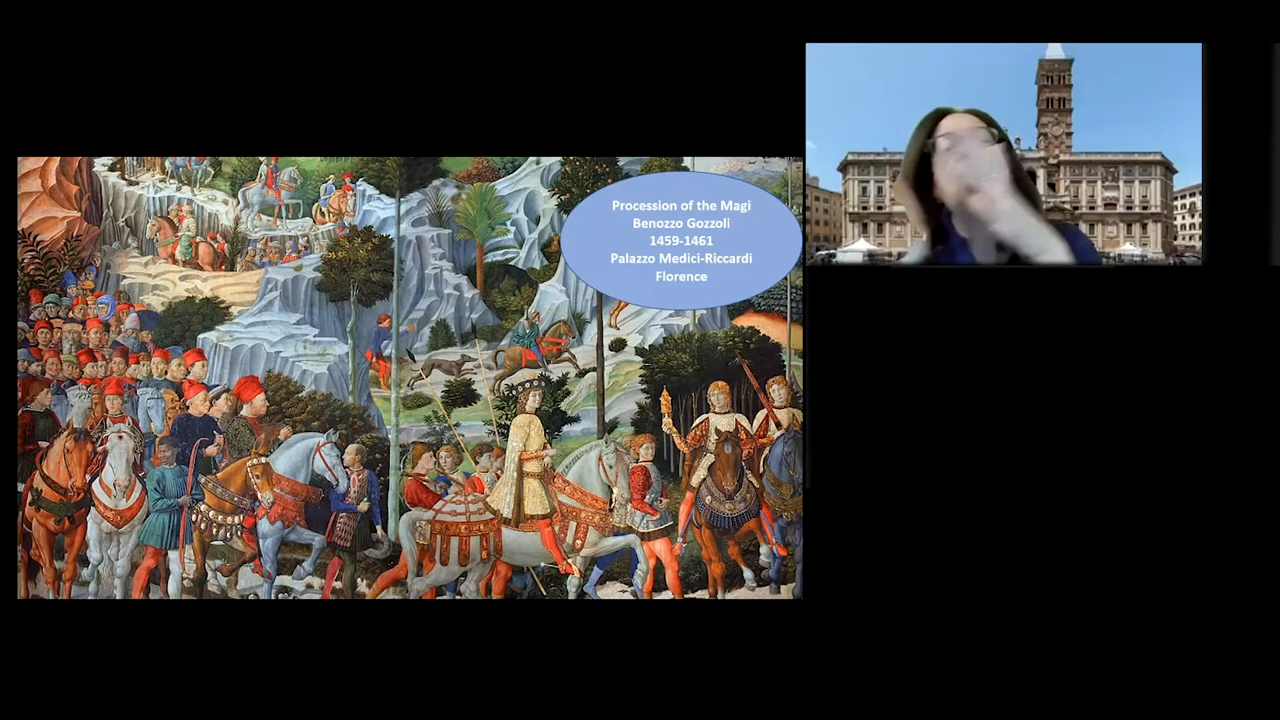 Procession of the Magi
Benozzo Gozzoli
1459-1461
Palazzo Medici-Riccardi
Florence